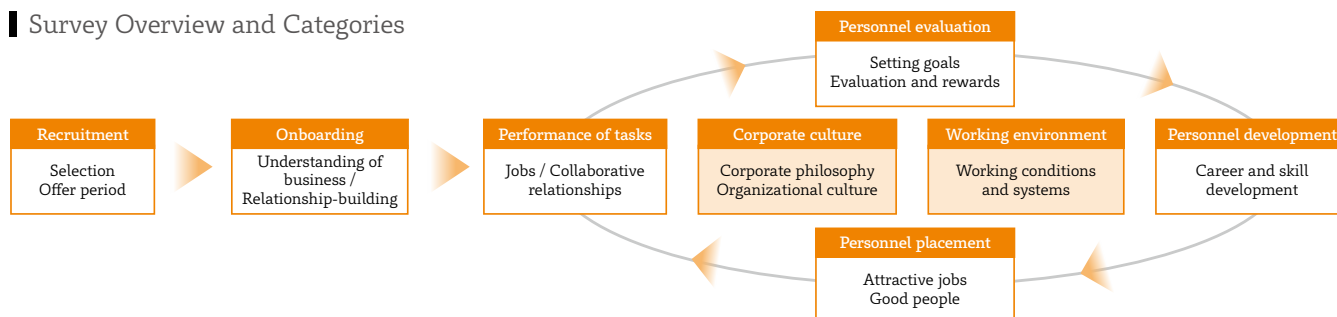 Survey Overview and Categories
Recruitment
Selection
Offer period
Onboarding
Understanding of
business /
Relationship-building
Performance of tasks
Jobs / Collaborative
relationships
Personnel evaluation
Setting goals
Evaluation and rewards
Corporate culture
Corporate philosophy
Organizational culture
Working environment
Working conditions
and systems
Personnel development
Career and skill
development
Personnel placement
Attractive jobs
Good people